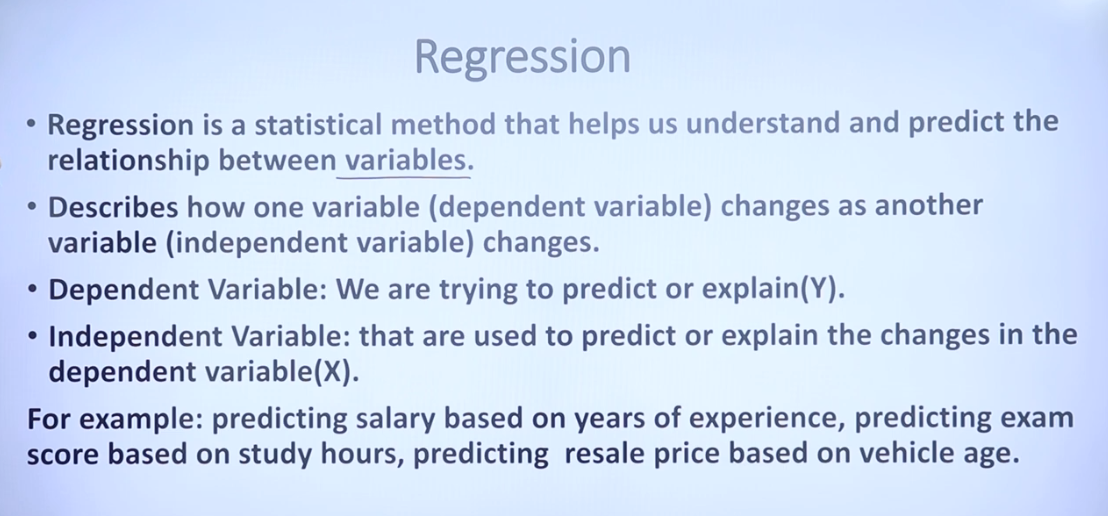 Regression
• Regression is a statistical method that helps us understand and predict the
relationship between variables.
• Describes how one variable (dependent variable) changes as another
variable (independent variable) changes.
• Dependent Variable: We are trying to predict or explain(Y).
• Independent Variable: that are used to predict or explain the changes in the
dependent variable(X).
For example: predicting salary based on years of experience, predicting exam
score based on study hours, predicting  resale price based on vehicle age.